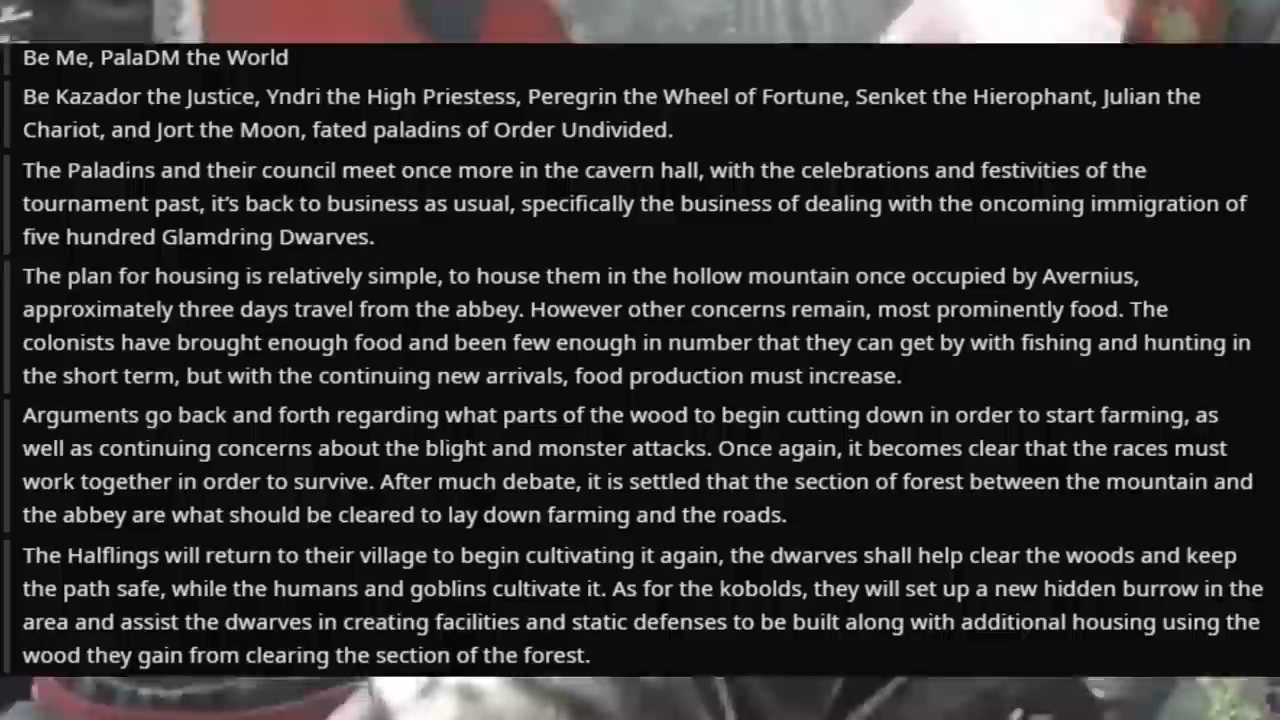 Be Me, PalaDM the World
Be Kazador the Justice, Yndri the High Priestess, Peregrin the Wheel of Fortune, Senket the Hierophant, Julian the
Chariot, and Jort the Moon, fated paladins of Order Undivided.
The Paladins and their council meet once more in the cavern hall, with the celebrations and festivities of the
tournament past, it’s back to business as usual, specifically the business of dealing with the oncoming immigration of
five hundred Glamdring Dwarves.
The plan for housing is relatively simple, to house them in the hollow mountain once occupied by Avernius,
approximately three days travel from the abbey. However other concerns remain, most prominently food. The
colonists have brought enough food and been few enough in number that they can get by with fishing and hunting in
the short term, but with the continuing new arrivals, food production must increase.
Arguments go back and forth regarding what parts of the wood to begin cutting down in order to start farming, as
well as continuing concerns about the blight and monster attacks. Once again, it becomes clear that the races must
work together in order to survive. After much debate, it is settled that the section of forest between the mountain and
the abbey are what should be cleared to lay down farming and the roads.
The Halflings will return to their village to begin cultivating it again, the dwarves shall help clear the woods and keep
the path safe, while the humans and goblins cultivate it. As for the kobolds, they will set up a new hidden burrow in the
area and assist the dwarves in creating facilities and static defenses to be built along with additional housing using the
wood they gain from clearing the section of the forest.